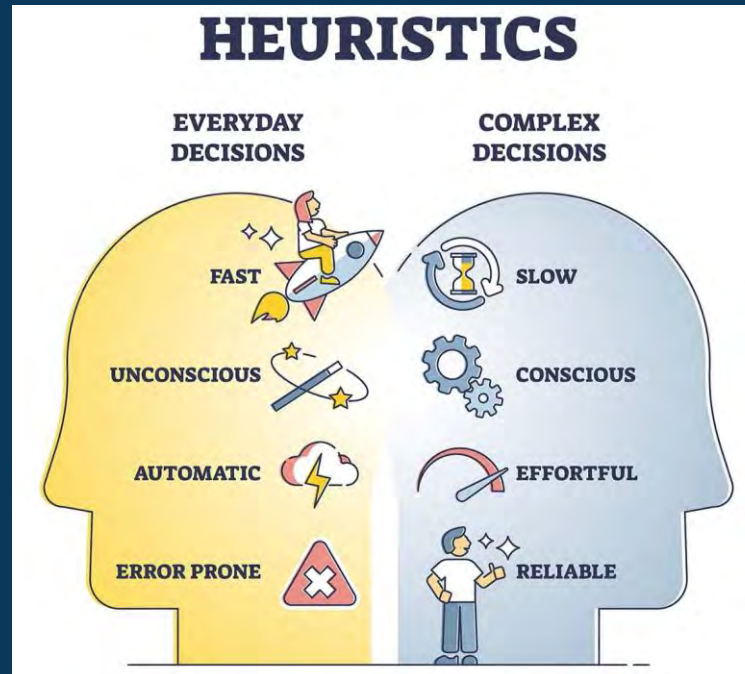 HEURISTICS
EVERYDAY
DECISIONS
COMPLEX
DECISIONS
FAST
SLOW
UNCONSCIOUS
CONSCIOUS
AUTOMATIC
EFFORTFUL
ERROR PRONE
RELIABLE